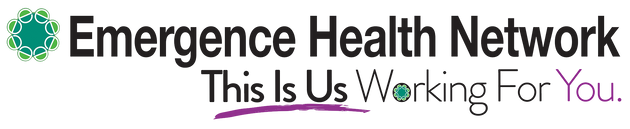 Emergence Health Network
This Is Us Working For You.